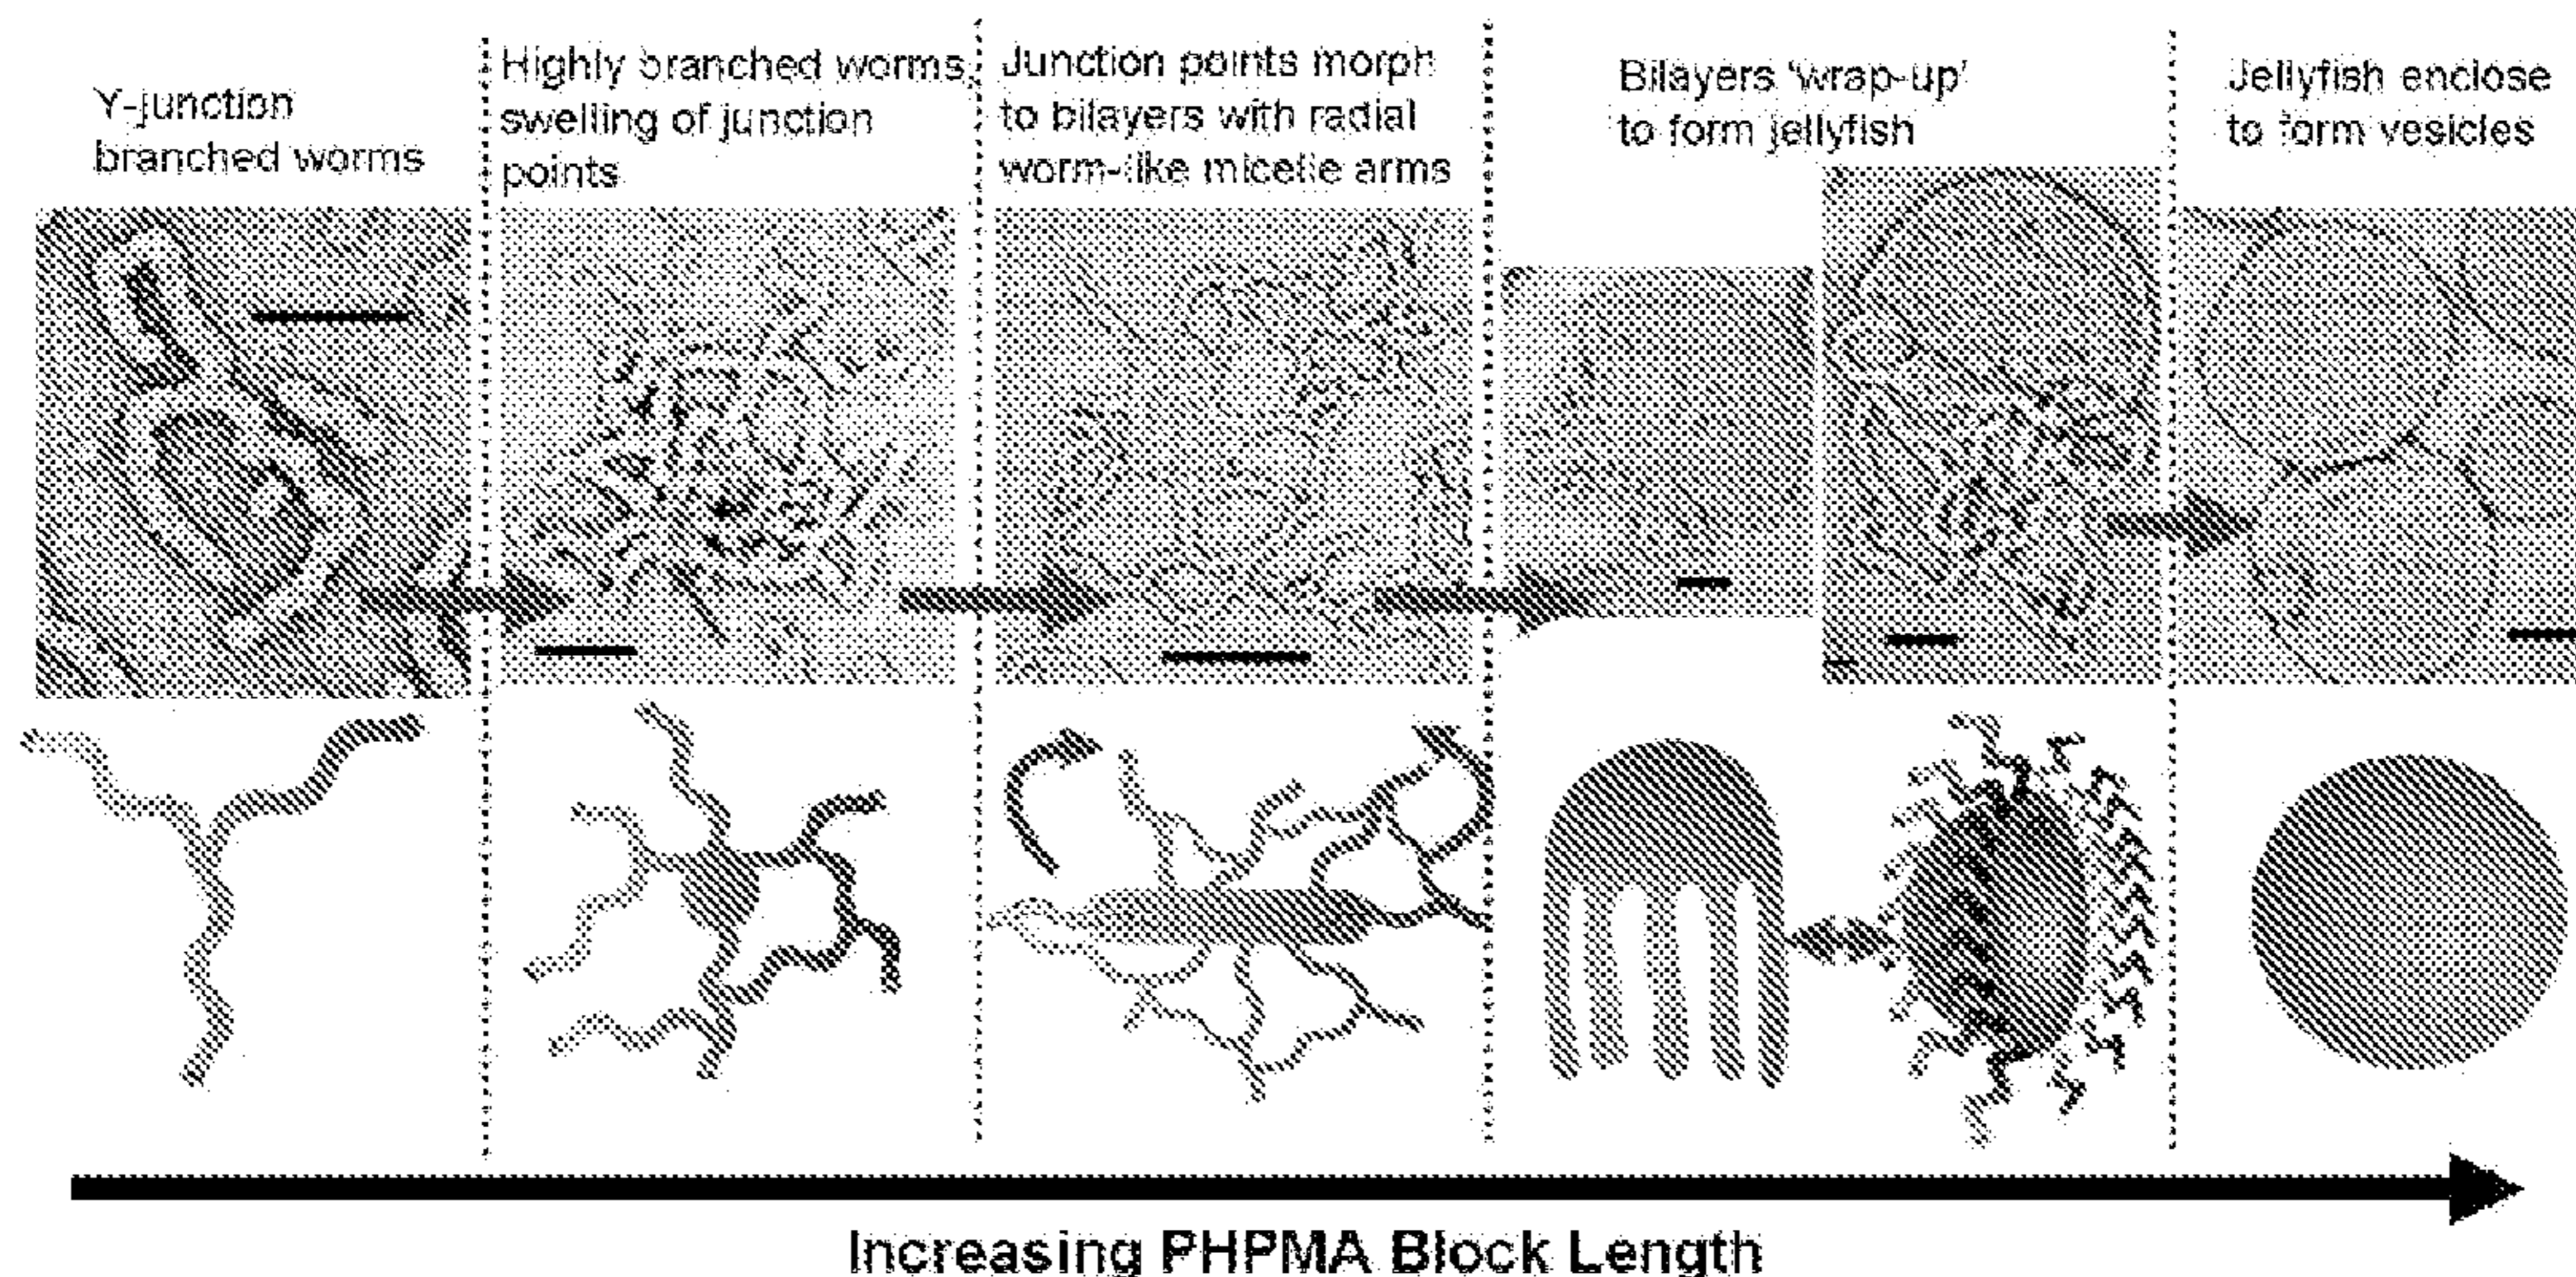 Y-junction
branched worms
Highly branched worms,
swelling of junction
points
Junction points morph
to bilayers with radial
worm-like micelle arms
Bilayers 'wrap-up'
to form jellyfish
Jellyfish enclose
to form vesicles
Increasing PHPMA Block Length